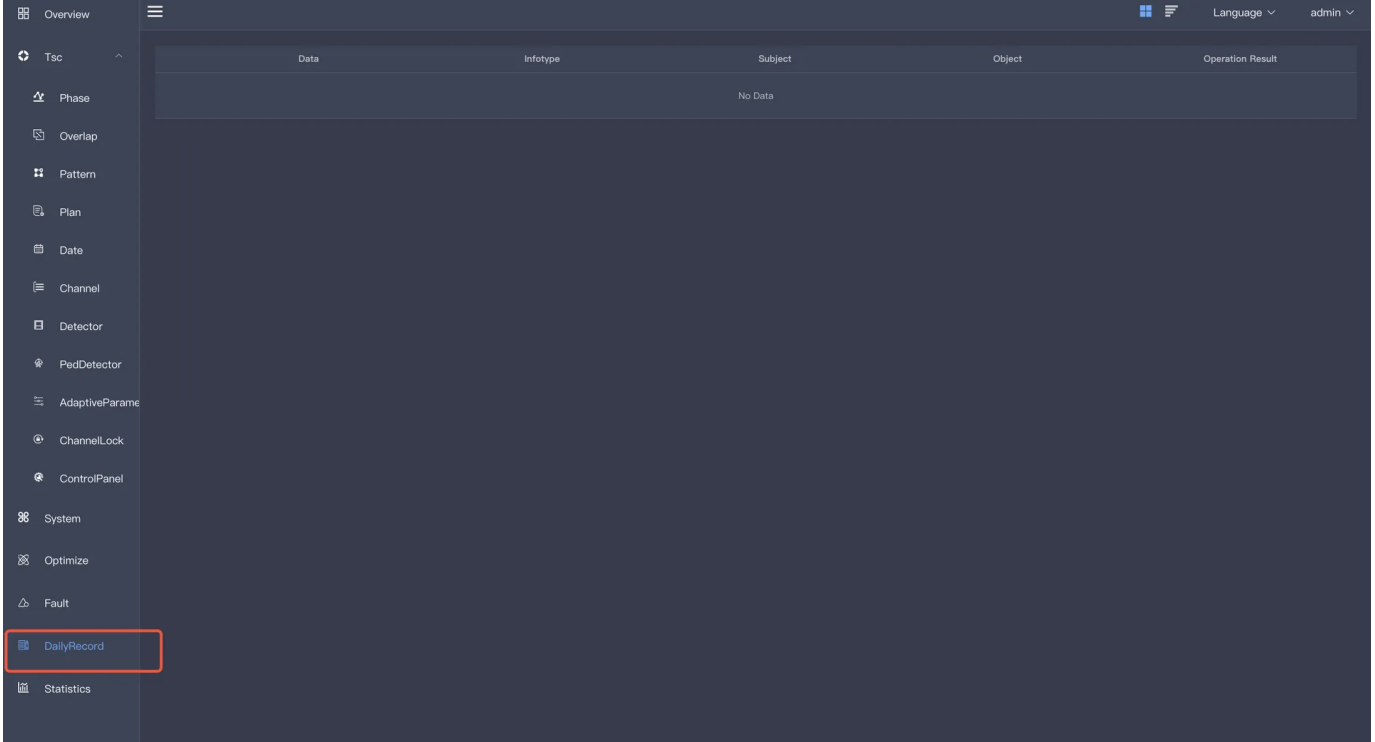 Overview
Language
admin
Tsc
Data Infotype Subject Object Operation Result
No Data
Phase
Overlap
Pattern
Plan
Date
Channel
Detector
PedDetector
AdaptiveParame
ChannelLock
ControlPanel
System
Optimize
Fault
DailyRecord
Statistics